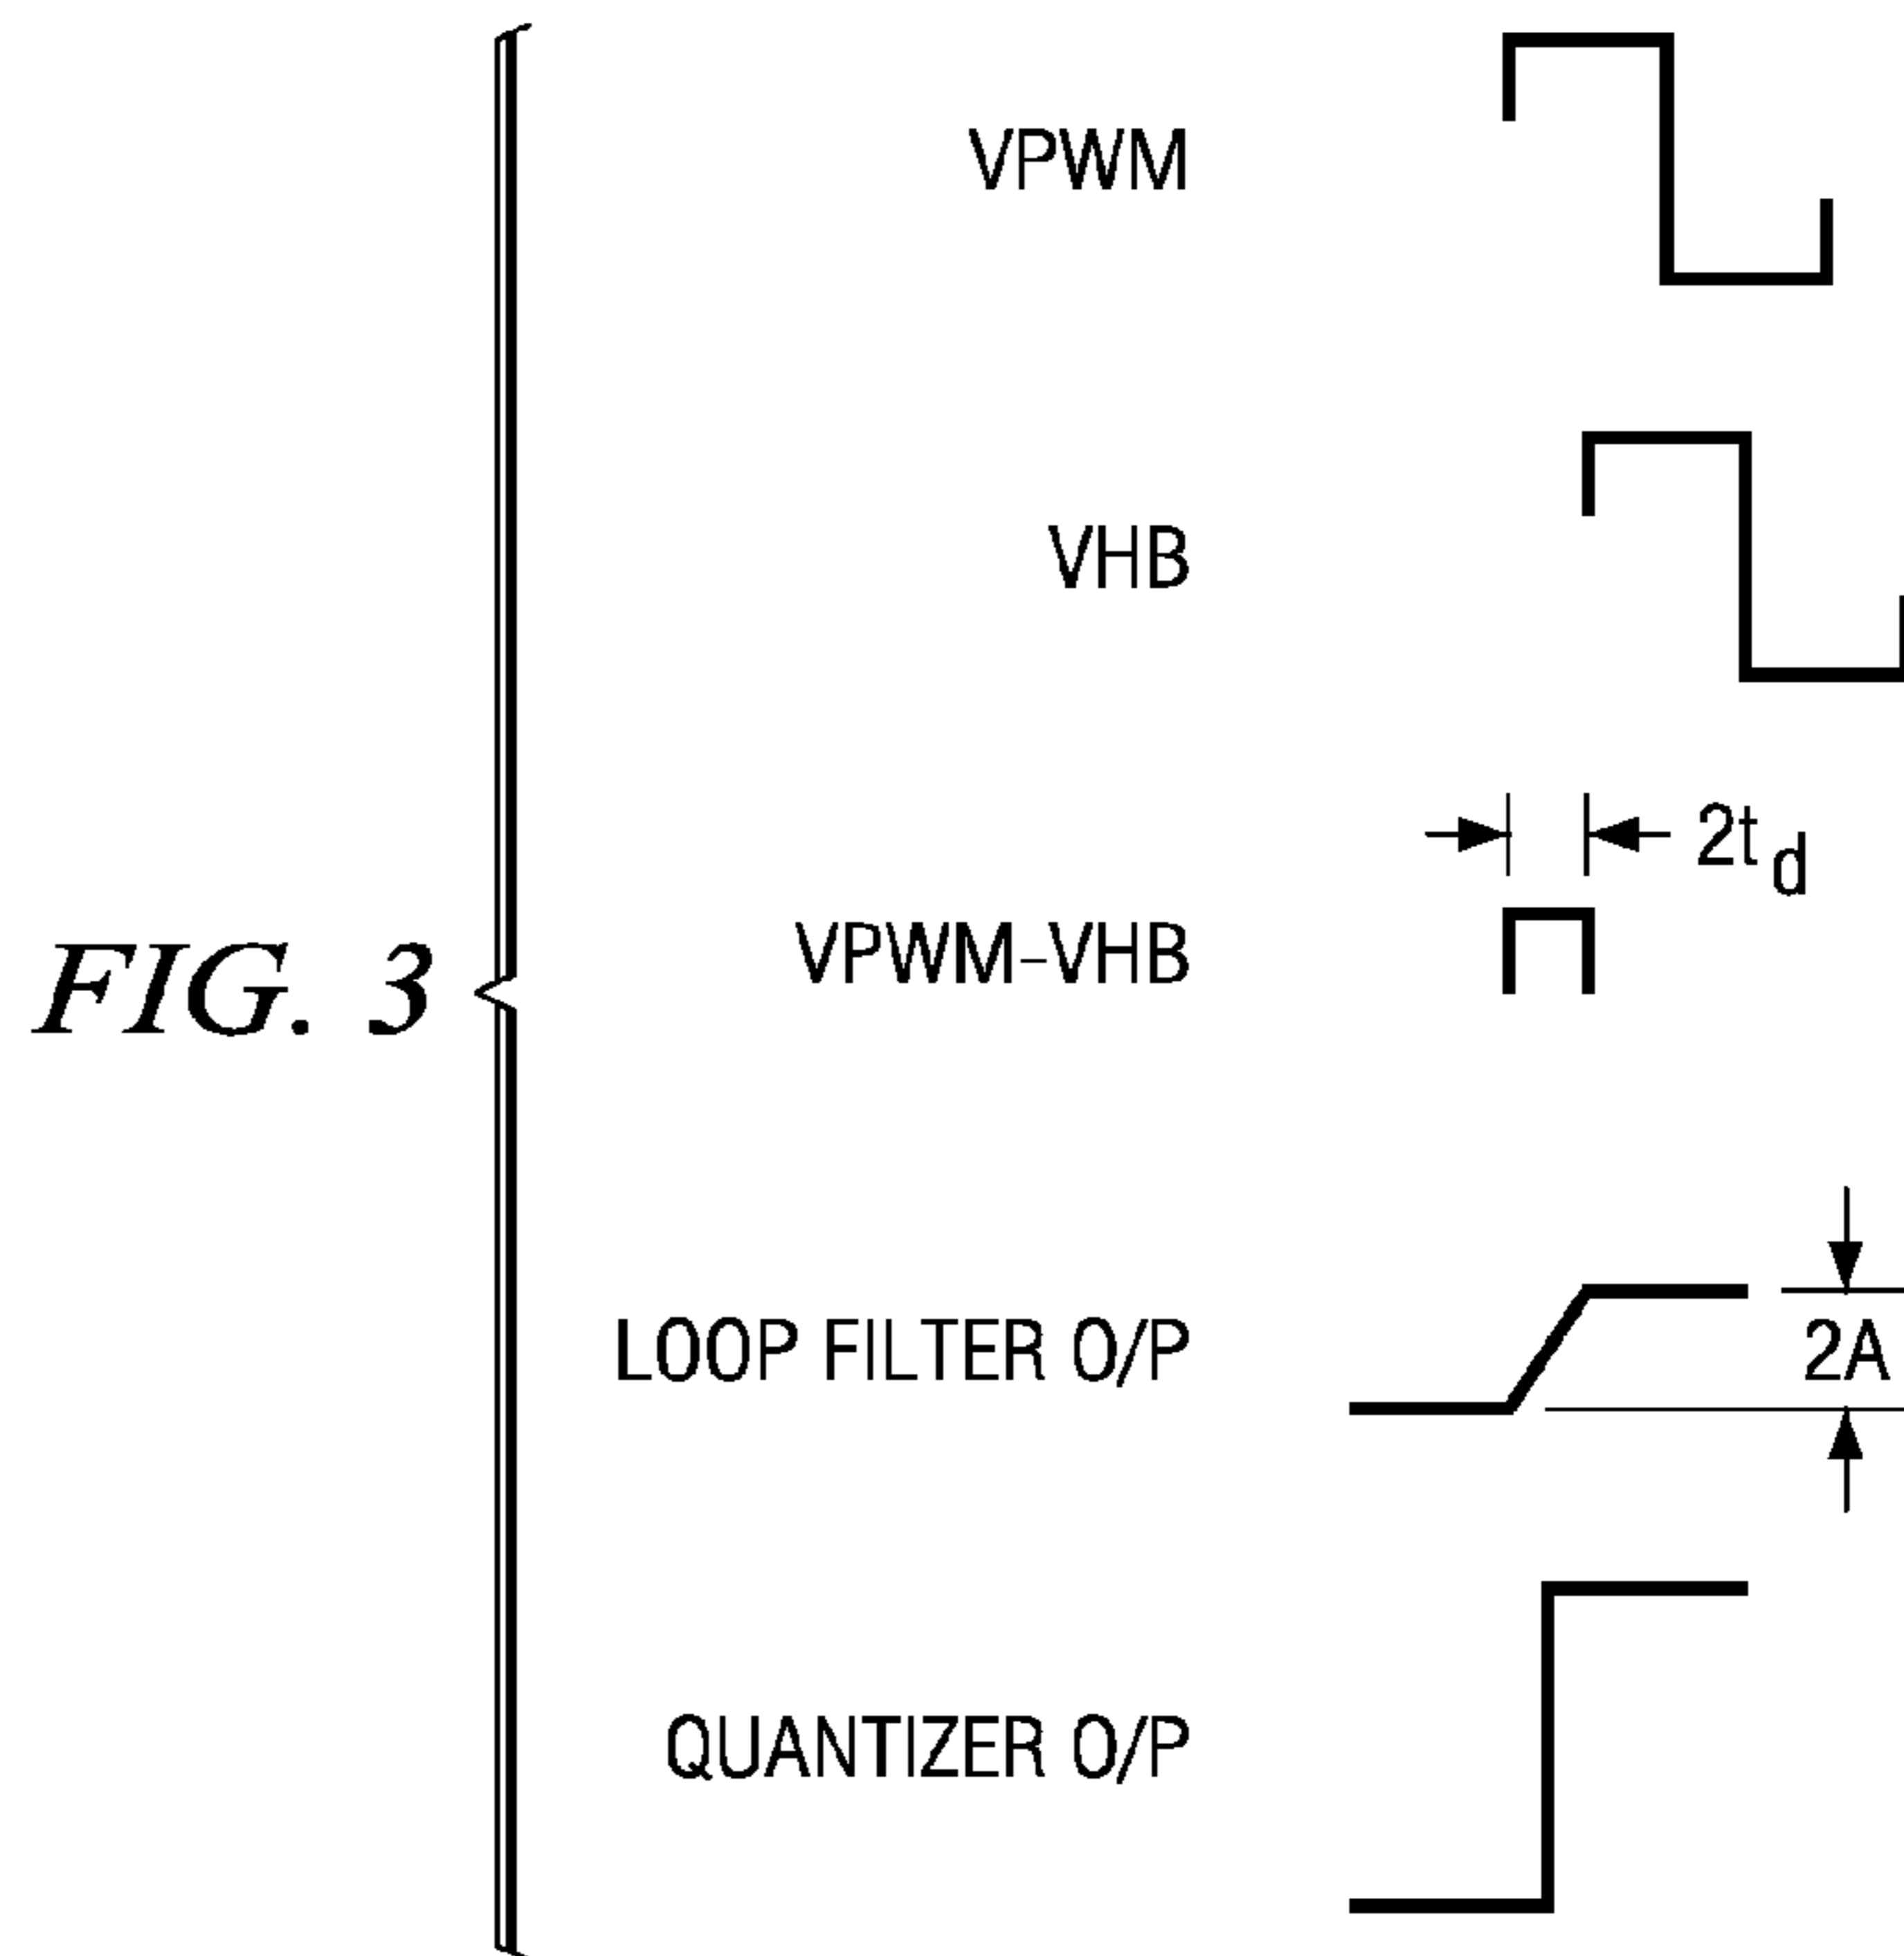 VPWM
VHB
2td
VPWM-VHB
FIG. 3
LOOP FILTER O/P
2A
QUANTIZER O/P